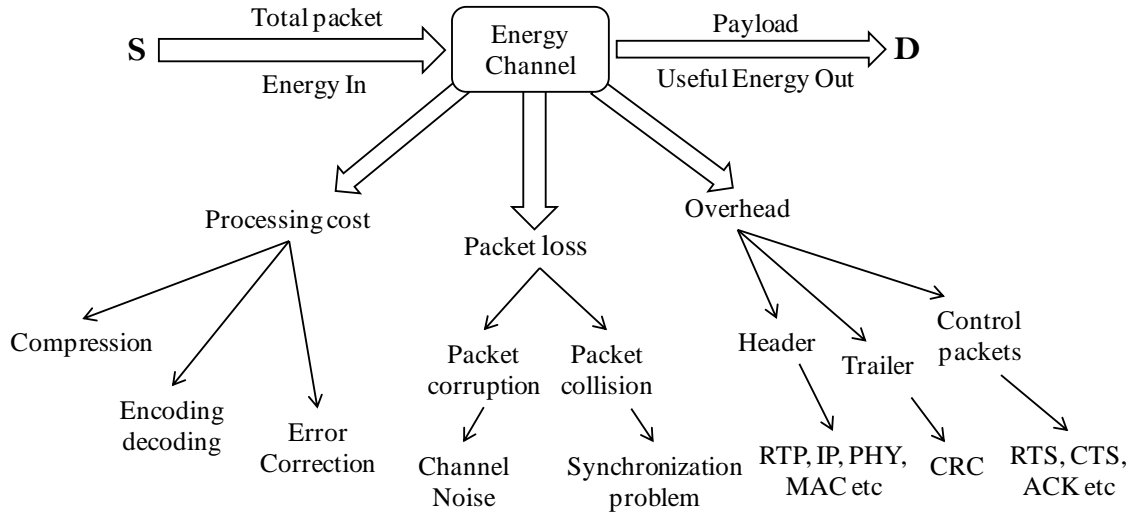 Total packet
S
Energy In
Energy
Channel
Payload
Useful Energy Out
D
Processing cost
Packet loss
Overhead
Compression
Encoding
decoding
Error
Correction
Packet
corruption
Packet
collision
Header
Trailer
Control
packets
Channel
Noise
Synchronization
problem
RTP, IP, PHY,
MAC etc
CRC
RTS, CTS,
ACK etc